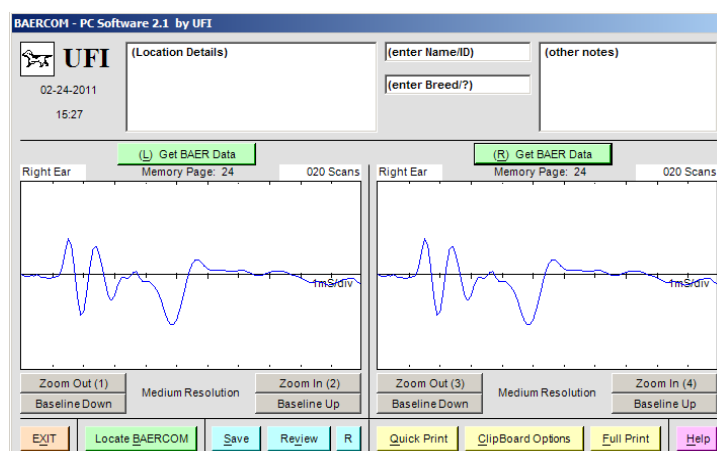 BAERCOM - PC Software 2.1 by UFI
UFI
02-24-2011
15:27
(Location Details)
(enter Name/ID)
(enter Breed/?)
(other notes)
(L) Get BAER Data
(R) Get BAER Data
Right Ear Memory Page: 24 020 Scans
Right Ear Memory Page: 24 020 Scans
1mS/div
1mS/div
Zoom Out (1) Medium Resolution Zoom In (2)
Baseline Down Baseline Up
Zoom Out (3) Medium Resolution Zoom In (4)
Baseline Down Baseline Up
EXIT Locate BAERCOM Save Review R Quick Print ClipBoard Options Full Print Help